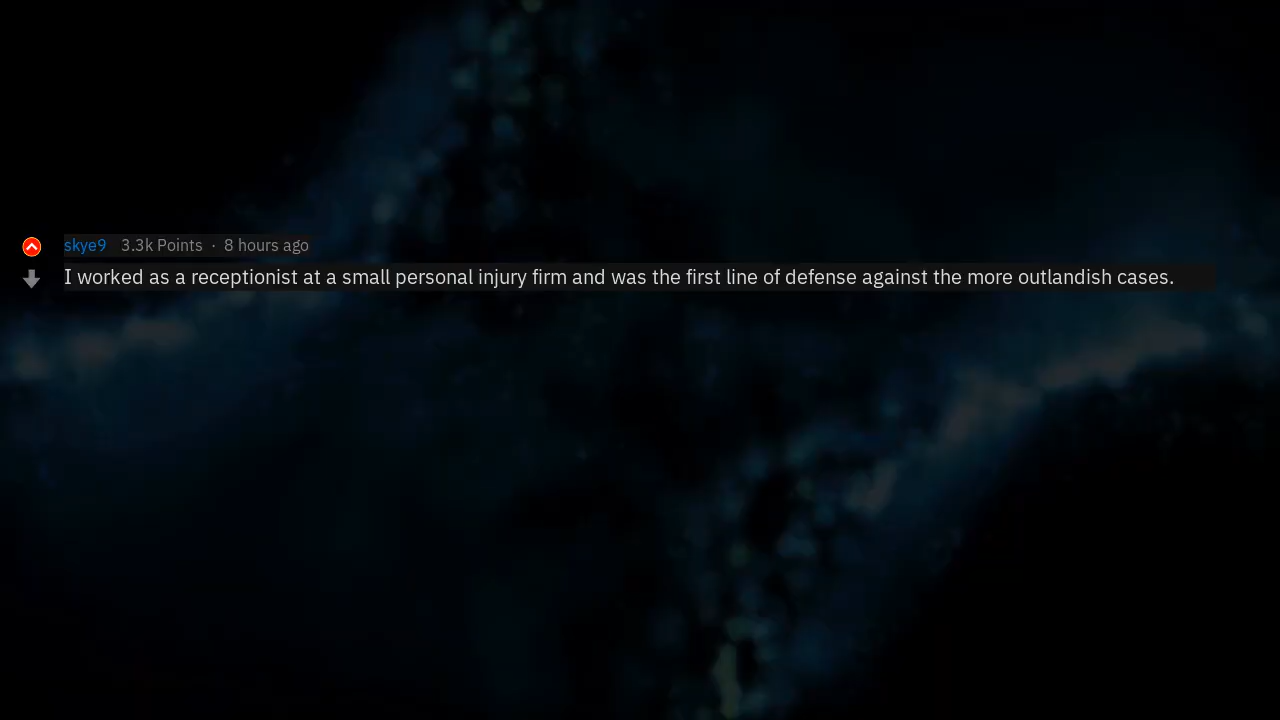 skye9 3.3k Points · 8 hours ago
I worked as a receptionist at a small personal injury firm and was the first line of defense against the more outlandish cases.